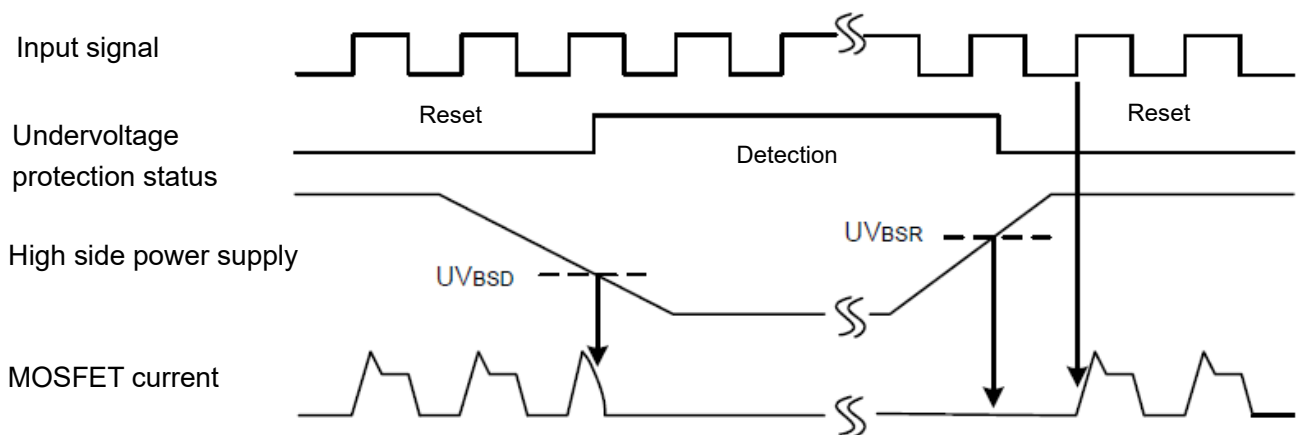 Input signal
Reset
Reset
Undervoltage
protection status
Detection
High side power supply
UVBSD
UVBSR
MOSFET current